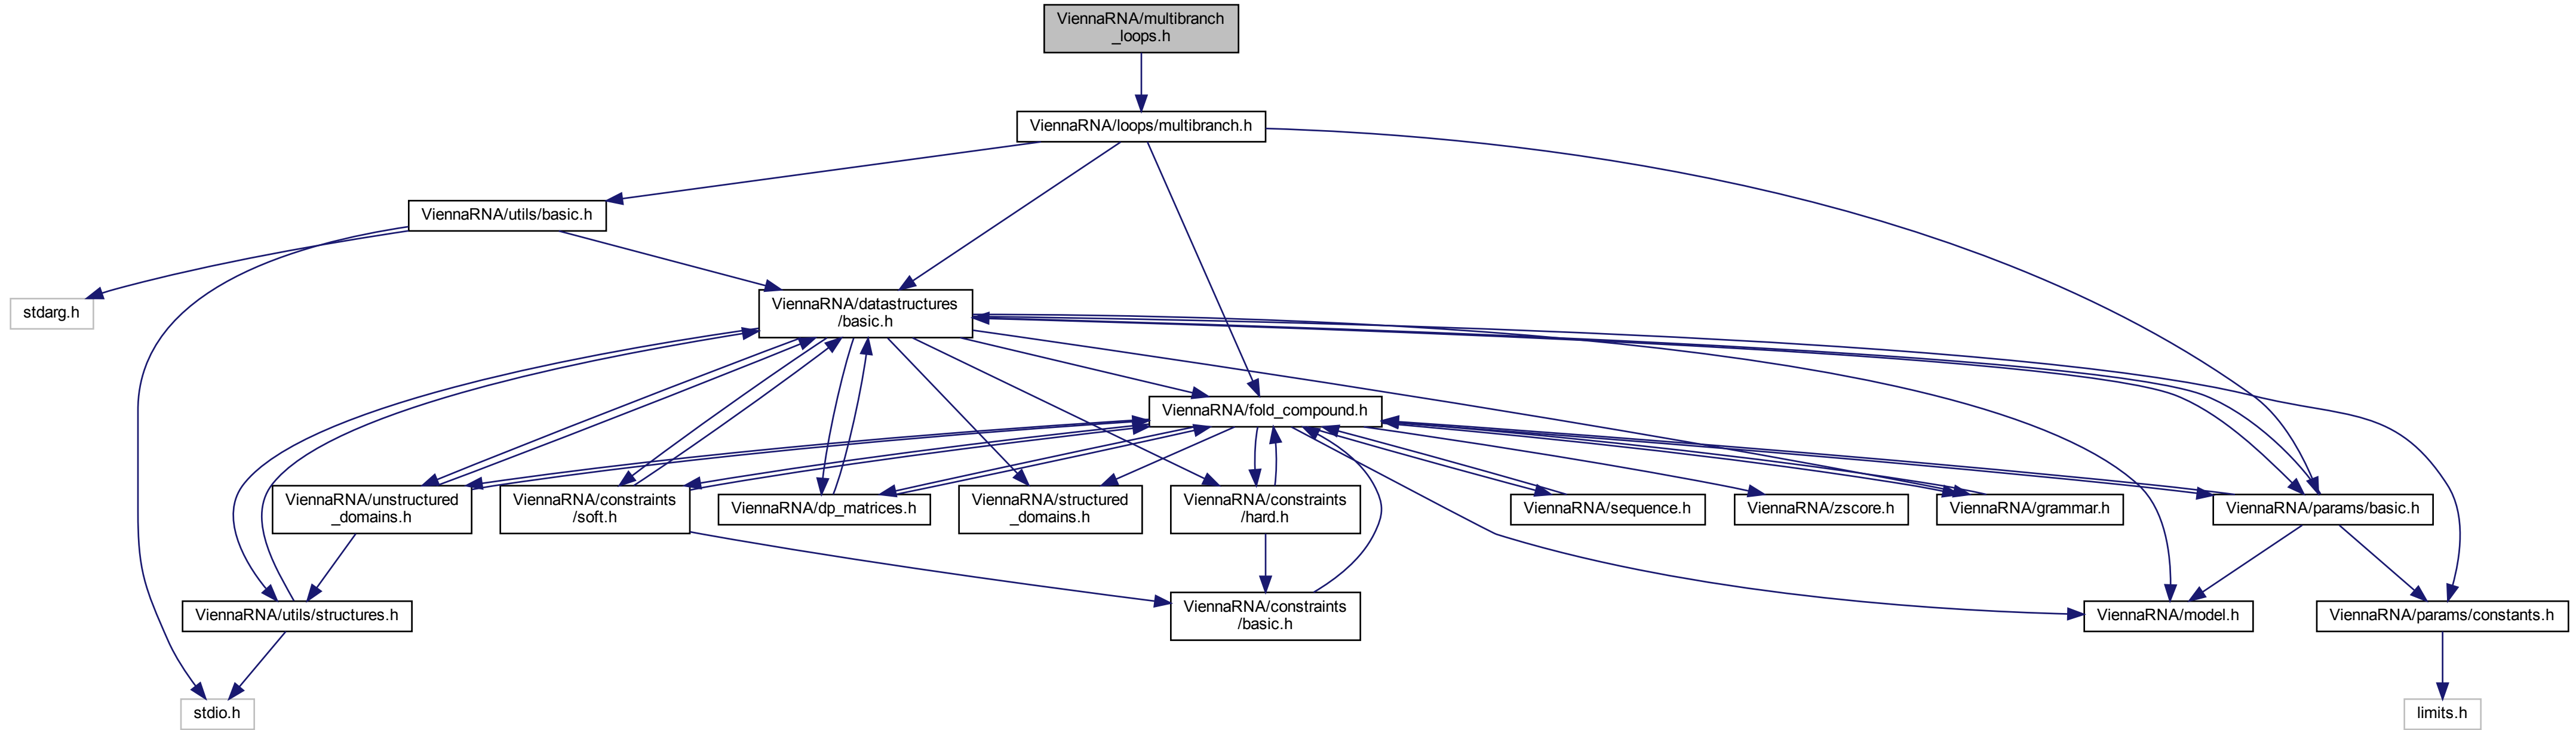 ViennaRNA/multibranch
_loops.h
ViennaRNA/loops/multibranch.h
ViennaRNA/utils/basic.h
stdarg.h
ViennaRNA/datastructures
/basic.h
ViennaRNA/fold_compound.h
ViennaRNA/unstructured
_domains.h
ViennaRNA/constraints
/soft.h
ViennaRNA/dp_matrices.h
ViennaRNA/structured
_domains.h
ViennaRNA/constraints
/hard.h
ViennaRNA/sequence.h
ViennaRNA/zscore.h
ViennaRNA/grammar.h
ViennaRNA/params/basic.h
ViennaRNA/utils/structures.h
ViennaRNA/constraints
/basic.h
ViennaRNA/model.h
ViennaRNA/params/constants.h
stdio.h
limits.h